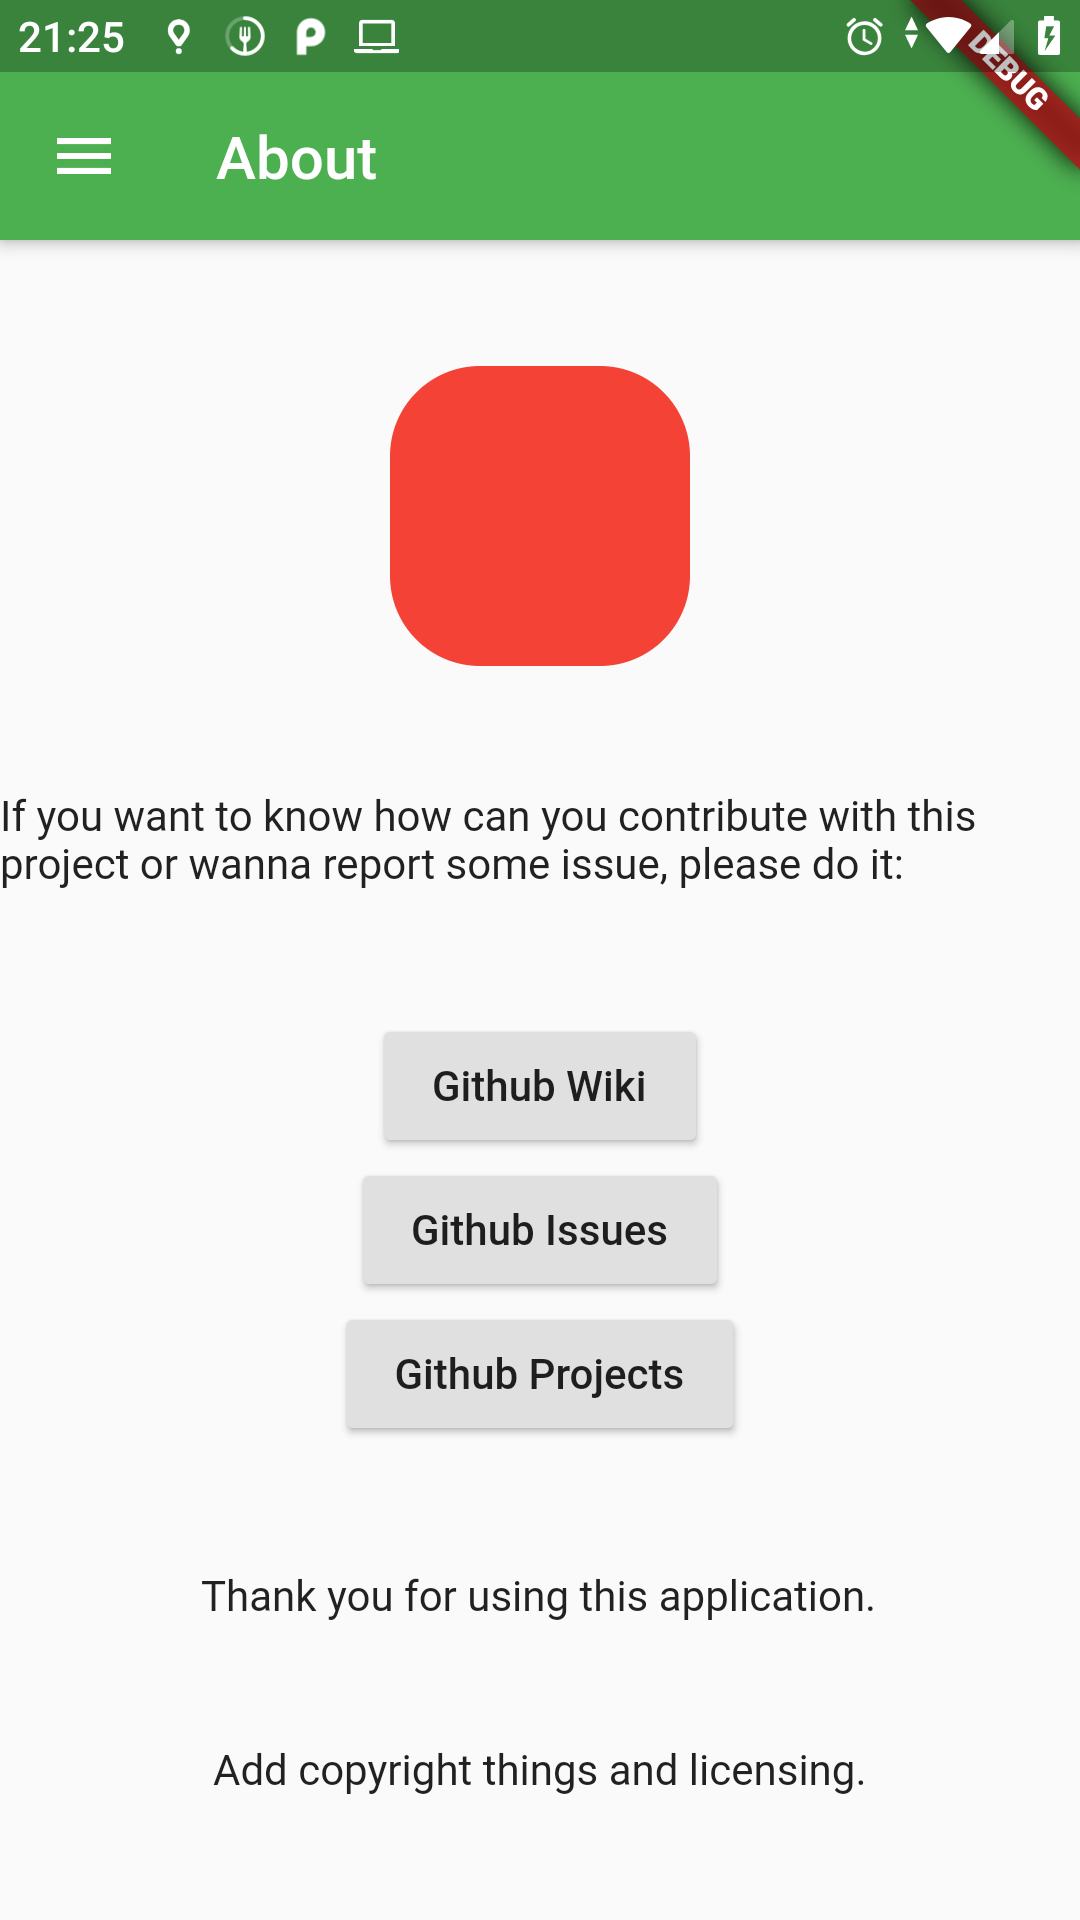 21:25
DEBUG
About
If you want to know how can you contribute with this
project or wanna report some issue, please do it:
Github Wiki
Github Issues
Github Projects
Thank you for using this application.
Add copyright things and licensing.